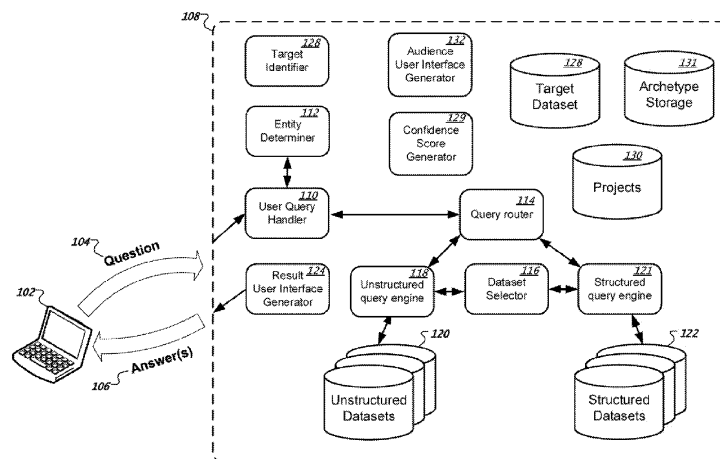 108
128
Target
Identifier
132
Audience
User Interface
Generator
128
Target
Dataset
131
Archetype
Storage
112
Entity
Determiner
129
Confidence
Score
Generator
130
Projects
110
User Query
Handler
114
Query router
104
Question
102
124
Result
User Interface
Generator
118
Unstructured
query engine
116
Dataset
Selector
121
Structured
query engine
106
Answer(s)
120
Unstructured
Datasets
122
Structured
Datasets